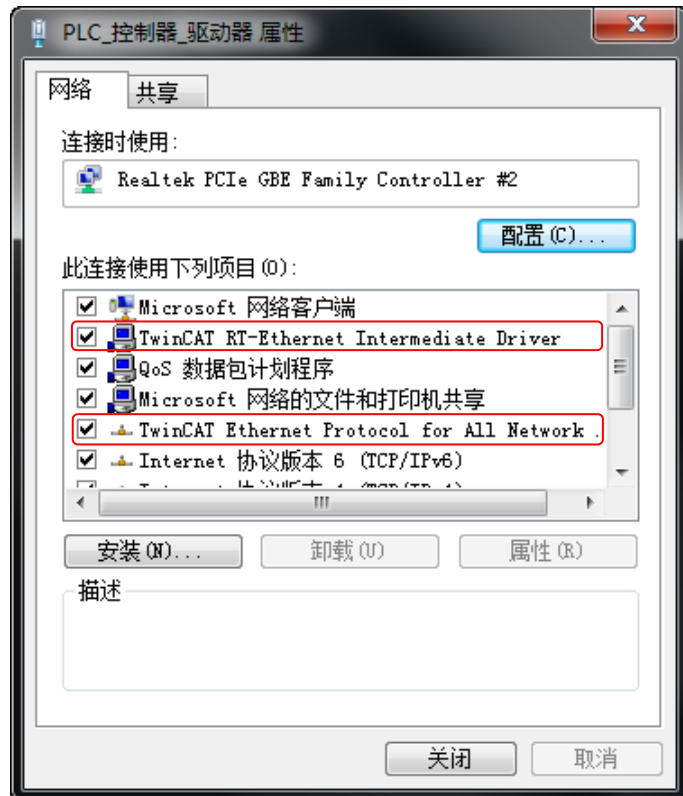 PLC_控制器_驱动器 属性
网络
共享
连接时使用:
Realtek PCIe GBE Family Controller #2
配置(C)...
此连接使用下列项目(O):
Microsoft 网络客户端
TwinCAT RT-Ethernet Intermediate Driver
QoS 数据包计划程序
Microsoft 网络的文件和打印机共享
TwinCAT Ethernet Protocol for All Network .
Internet 协议版本 6 (TCP/IPv6)
安装(N)...
卸载(U)
属性(R)
描述
关闭
取消